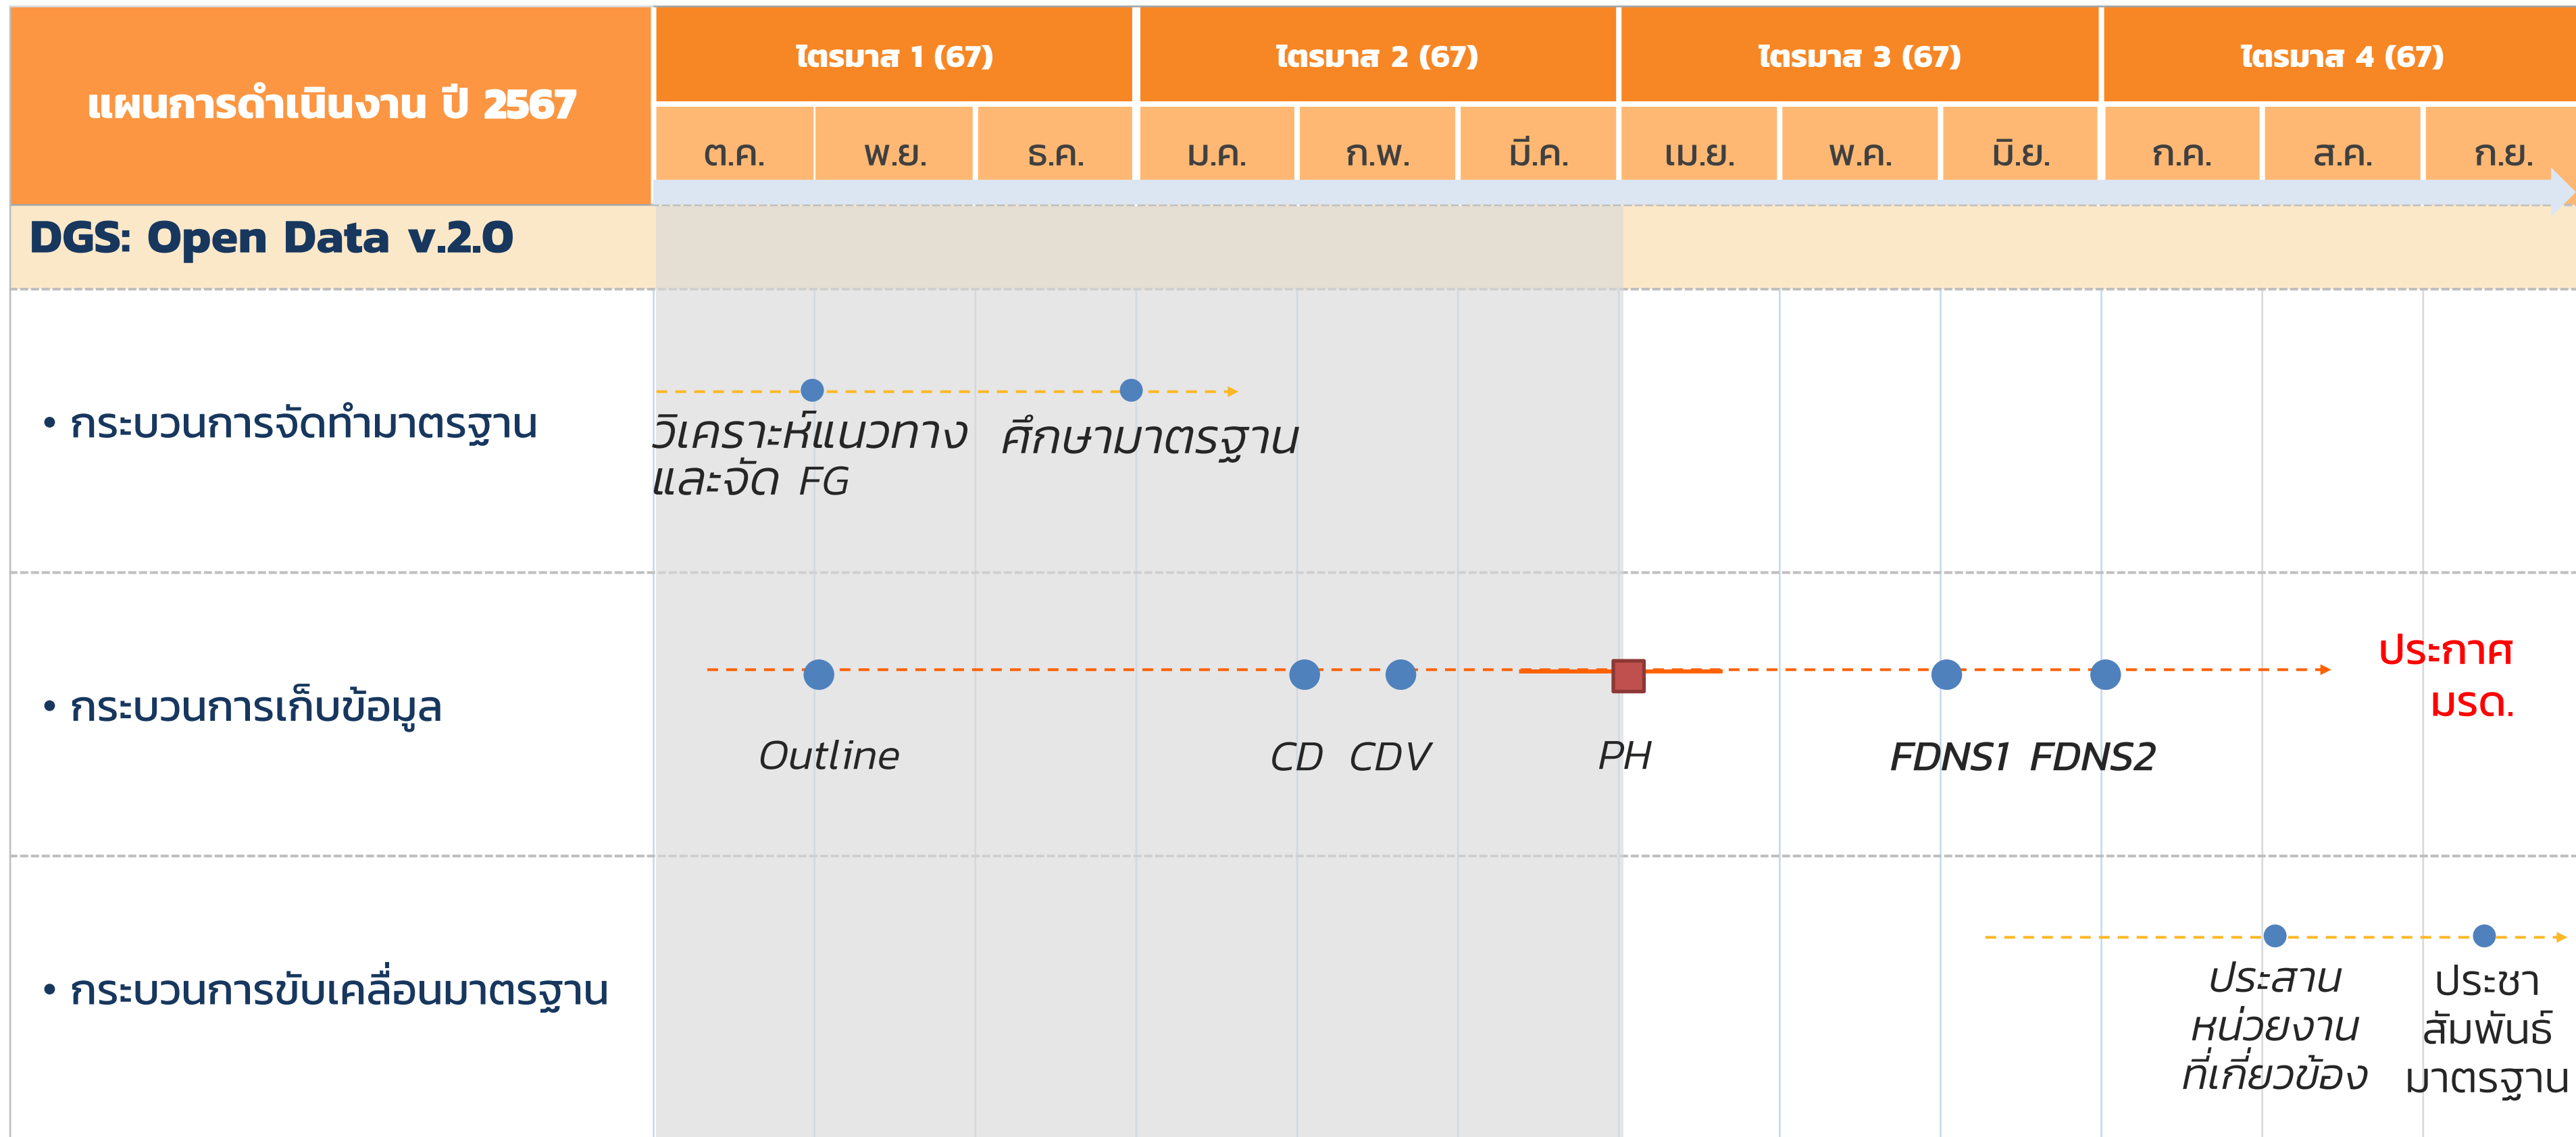 แผนการดำเนินงาน ปี 2567
ไตรมาส 1 (67)
ไตรมาส 2 (67)
ไตรมาส 3 (67)
ไตรมาส 4 (67)
ต.ค.
พ.ย.
ธ.ค.
ม.ค.
ก.พ.
มี.ค.
เม.ย.
พ.ค.
มิ.ย.
ก.ค.
ส.ค.
ก.ย.
DGS: Open Data v.2.0
• กระบวนการจัดทำมาตรฐาน
วิเคราะห์แนวทาง
และจัด FG
ศึกษามาตรฐาน
• กระบวนการเก็บข้อมูล
Outline
CD
CDV
PH
FDNS1
FDNS2
ประกาศ
มรด.
• กระบวนการขับเคลื่อนมาตรฐาน
ประสาน
หน่วยงาน
ที่เกี่ยวข้อง
ประชา
สัมพันธ์
มาตรฐาน